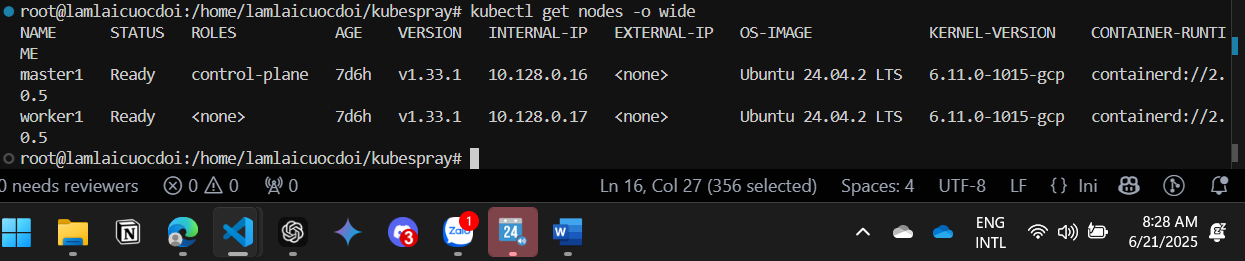 root@lamlaicuocdoi:/home/lamlaicuocdoi/kubespray# kubectl get nodes -o wide
NAME STATUS ROLES AGE VERSION INTERNAL-IP EXTERNAL-IP OS-IMAGE KERNEL-VERSION CONTAINER-RUNTI
ME
master1 Ready control-plane 7d6h v1.33.1 10.128.0.16 <none> Ubuntu 24.04.2 LTS 6.11.0-1015-gcp containerd://2.
0.5
worker1 Ready <none> 7d6h v1.33.1 10.128.0.17 <none> Ubuntu 24.04.2 LTS 6.11.0-1015-gcp containerd://2.
0.5
root@lamlaicuocdoi:/home/lamlaicuocdoi/kubespray#
0 needs reviewers 0 0 0 Ln 16, Col 27 (356 selected) Spaces: 4 UTF-8 LF {} Ini
3 Zalo 1 24 W ENG 8:28 AM
INTL 6/21/2025